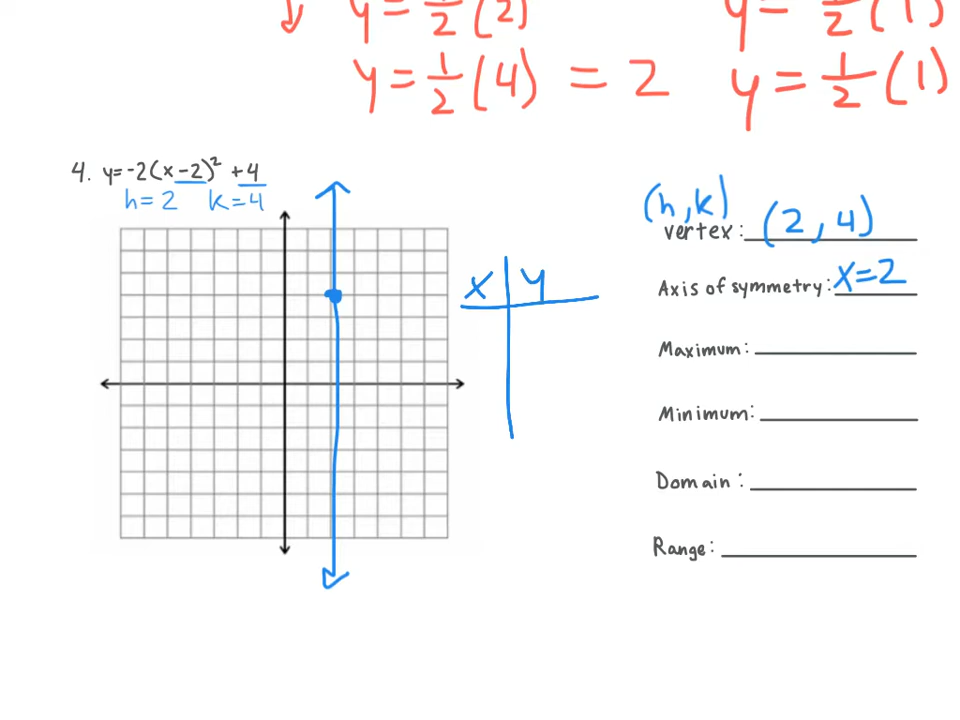 y = 1/2 (2) y = 1/2 (1)
y = 1/2 (4) = 2 y = 1/2 (1)
4. y=-2(x-2)² +4
h=2 k=4
(h,k)
vertex: (2,4)
x y
Axis of symmetry: x=2
Maximum:
Minimum:
Domain:
Range: